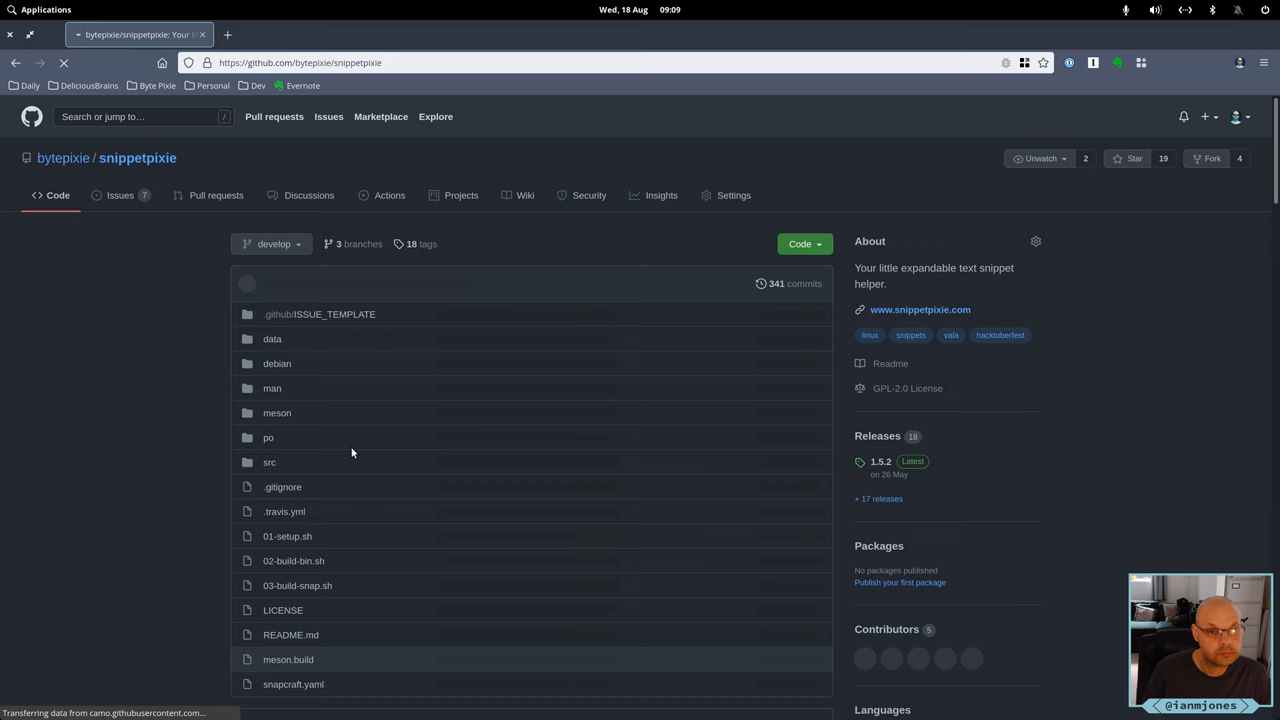 Applications
Wed, 18 Aug 09:09
bytepixie/snippetpixie: Your li
https://github.com/bytepixie/snippetpixie
Daily DeliciousBrains Byte Pixie Personal Dev Evernote
Search or jump to… /
Pull requests Issues Marketplace Explore
bytepixie / snippetpixie
Unwatch 2 Star 19 Fork 4
Code Issues 7 Pull requests Discussions Actions Projects Wiki Security Insights Settings
develop 3 branches 18 tags Code
341 commits
.github/ISSUE_TEMPLATE
data
debian
man
meson
po
src
.gitignore
.travis.yml
01-setup.sh
02-build-bin.sh
03-build-snap.sh
LICENSE
README.md
meson.build
snapcraft.yaml
About
Your little expandable text snippet
helper.
www.snippetpixie.com
linux snippets vala hacktoberfest
Readme
GPL-2.0 License
Releases 18
1.5.2 Latest
on 26 May
+ 17 releases
Packages
No packages published
Publish your first package
Contributors 5
Languages
Transferring data from camo.githubusercontent.com…
@ianmjones